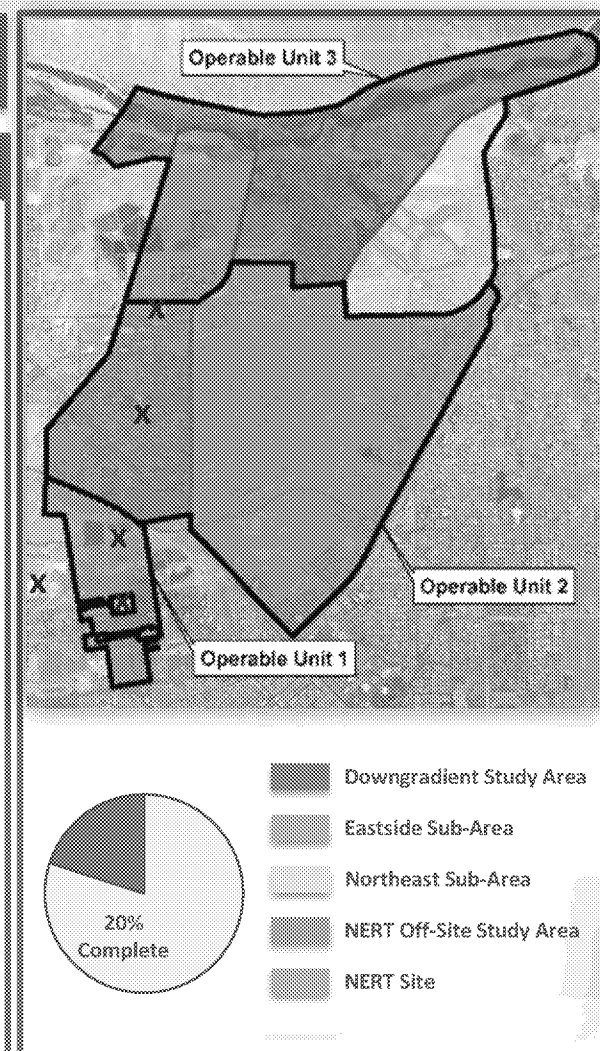 Operable Unit 3
X
X
X
X
X
Operable Unit 2
Operable Unit 1
Downgradient Study Area
Eastside Sub-Area
Northeast Sub-Area
NERT Off-Site Study Area
NERT Site
20%
Complete